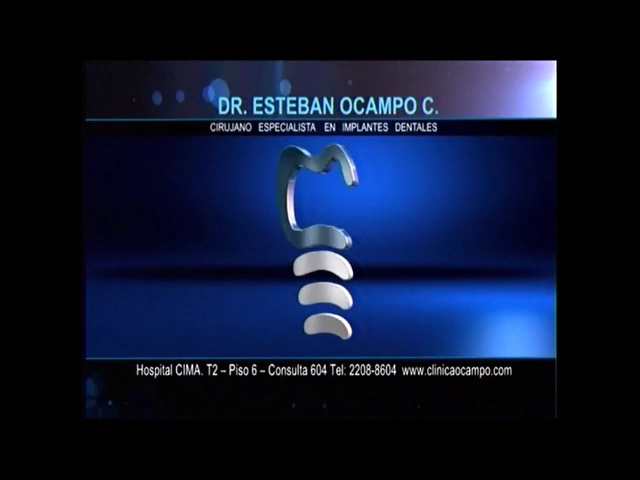 DR. ESTEBAN OCAMPO C.
CIRUJANO ESPECIALISTA EN IMPLANTES DENTALES
Hospital CIMA. T2 – Piso 6 – Consulta 604 Tel: 2208-8604 www.clinicaocampo.com